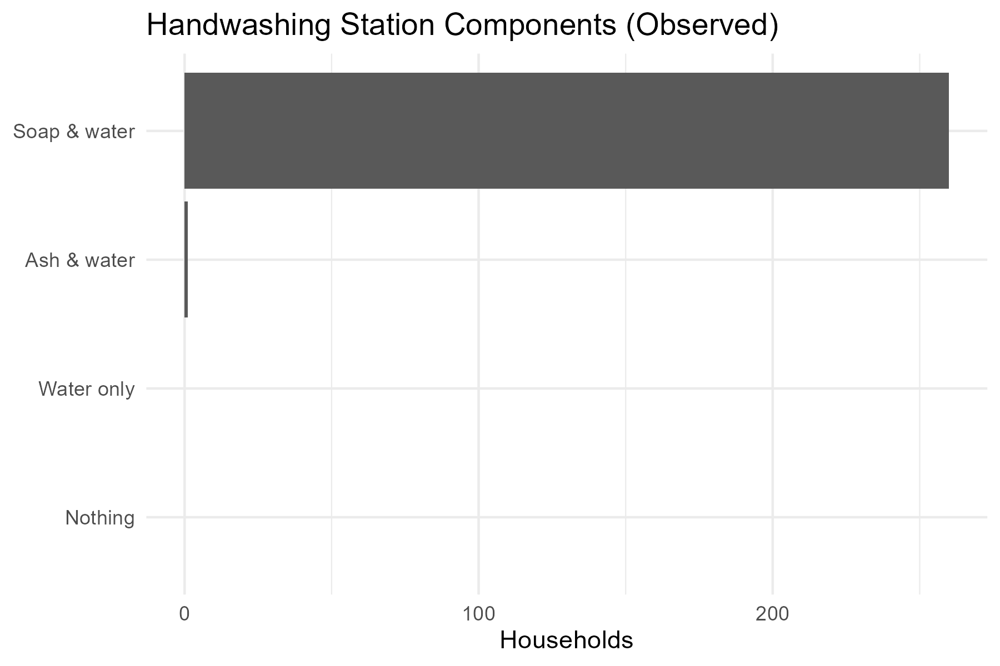 Handwashing Station Components (Observed)
Soap & water
Ash & water
Water only
Nothing
0 100 200
Households